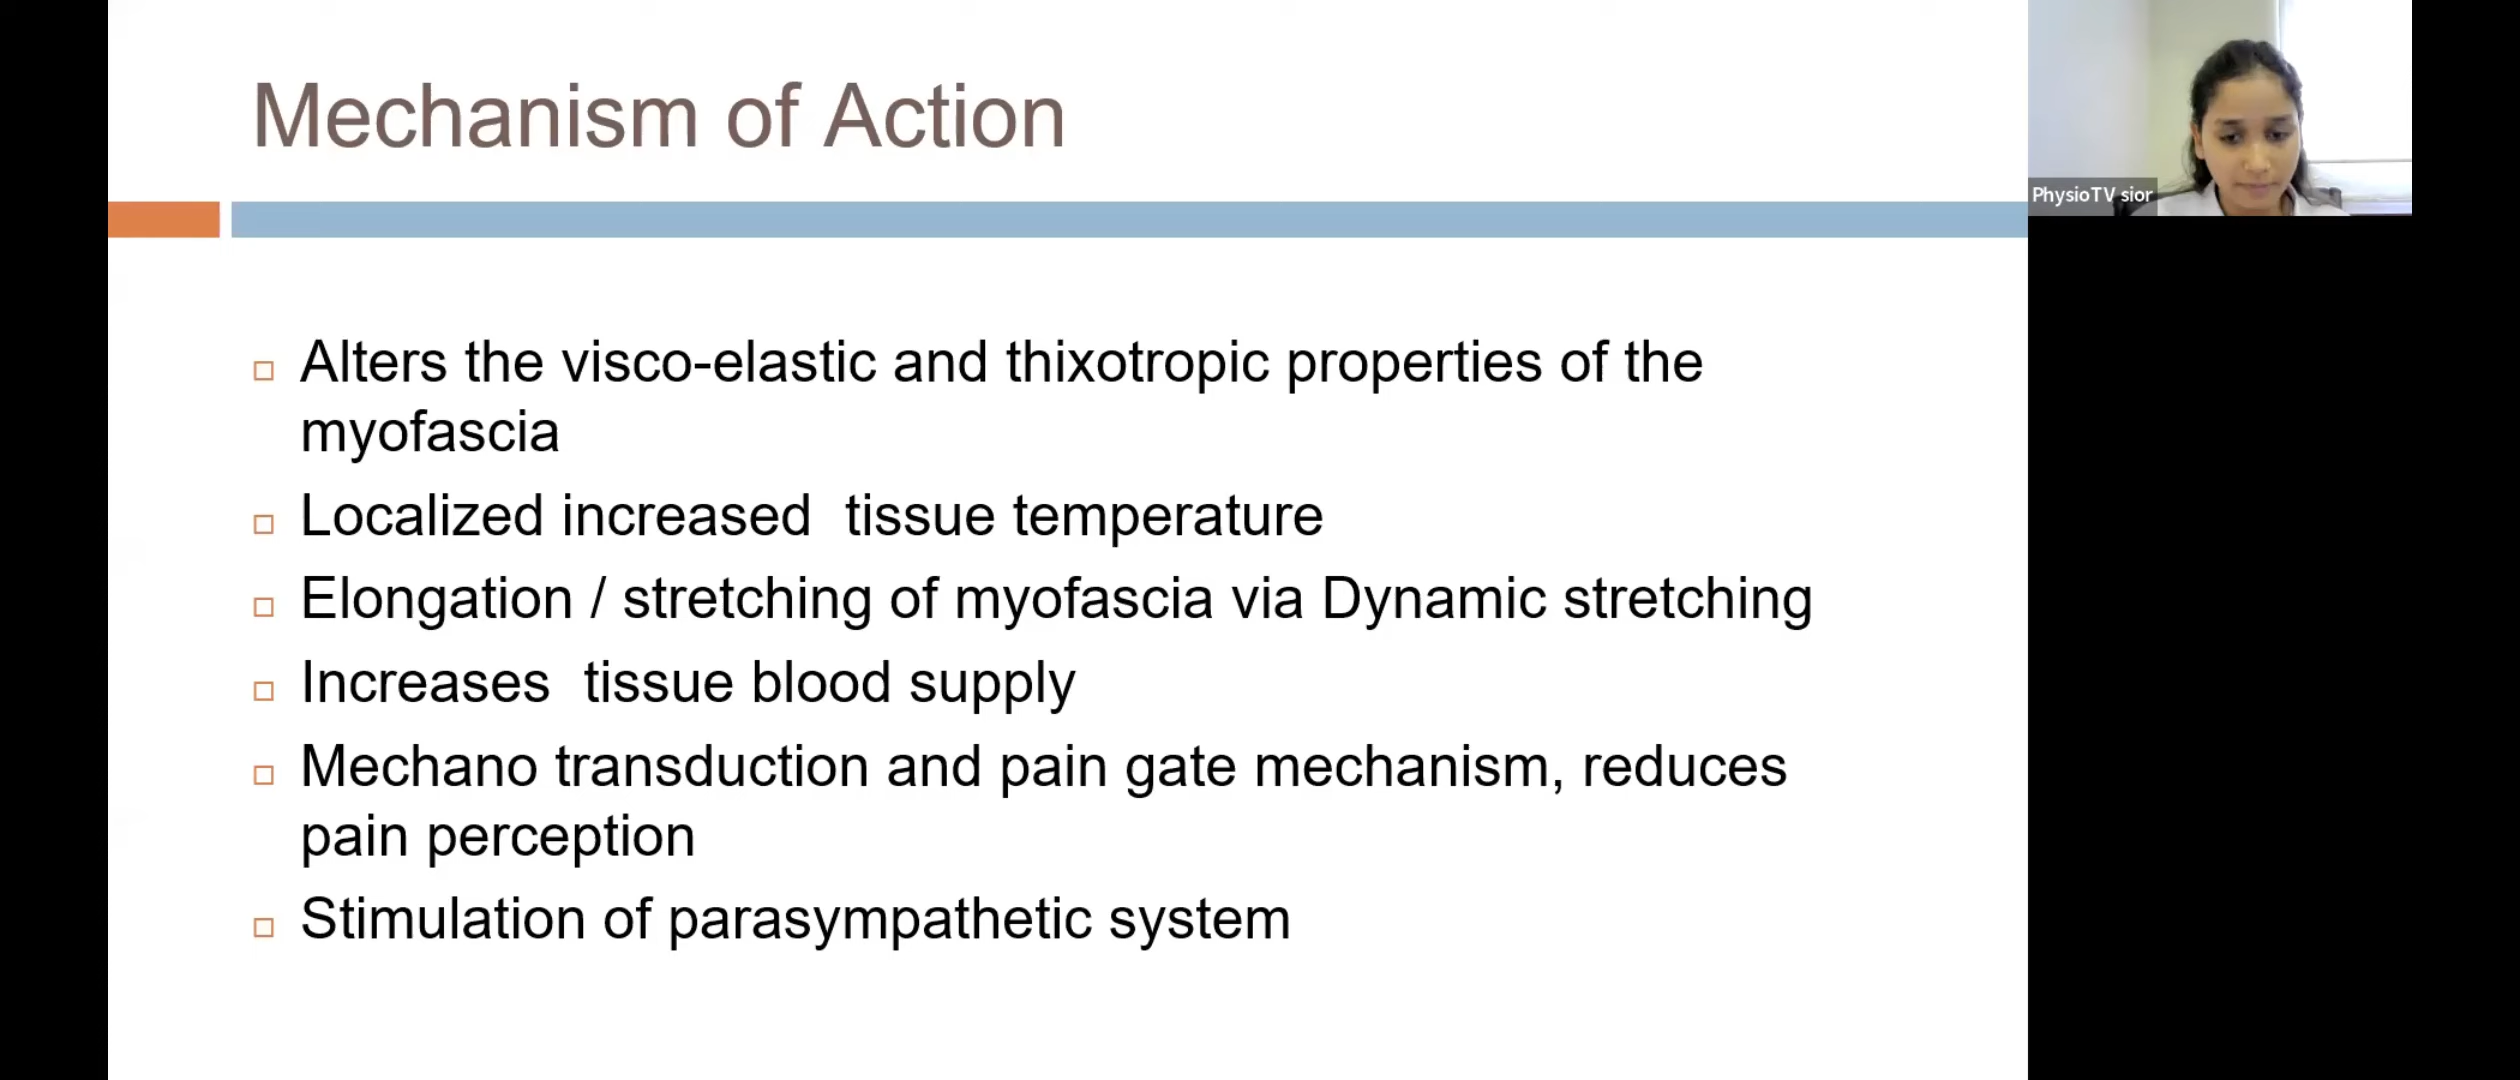 Mechanism of Action
PhysioTV sior
Alters the visco-elastic and thixotropic properties of the
myofascia
Localized increased  tissue temperature
Elongation / stretching of myofascia via Dynamic stretching
Increases  tissue blood supply
Mechano transduction and pain gate mechanism, reduces
pain perception
Stimulation of parasympathetic system